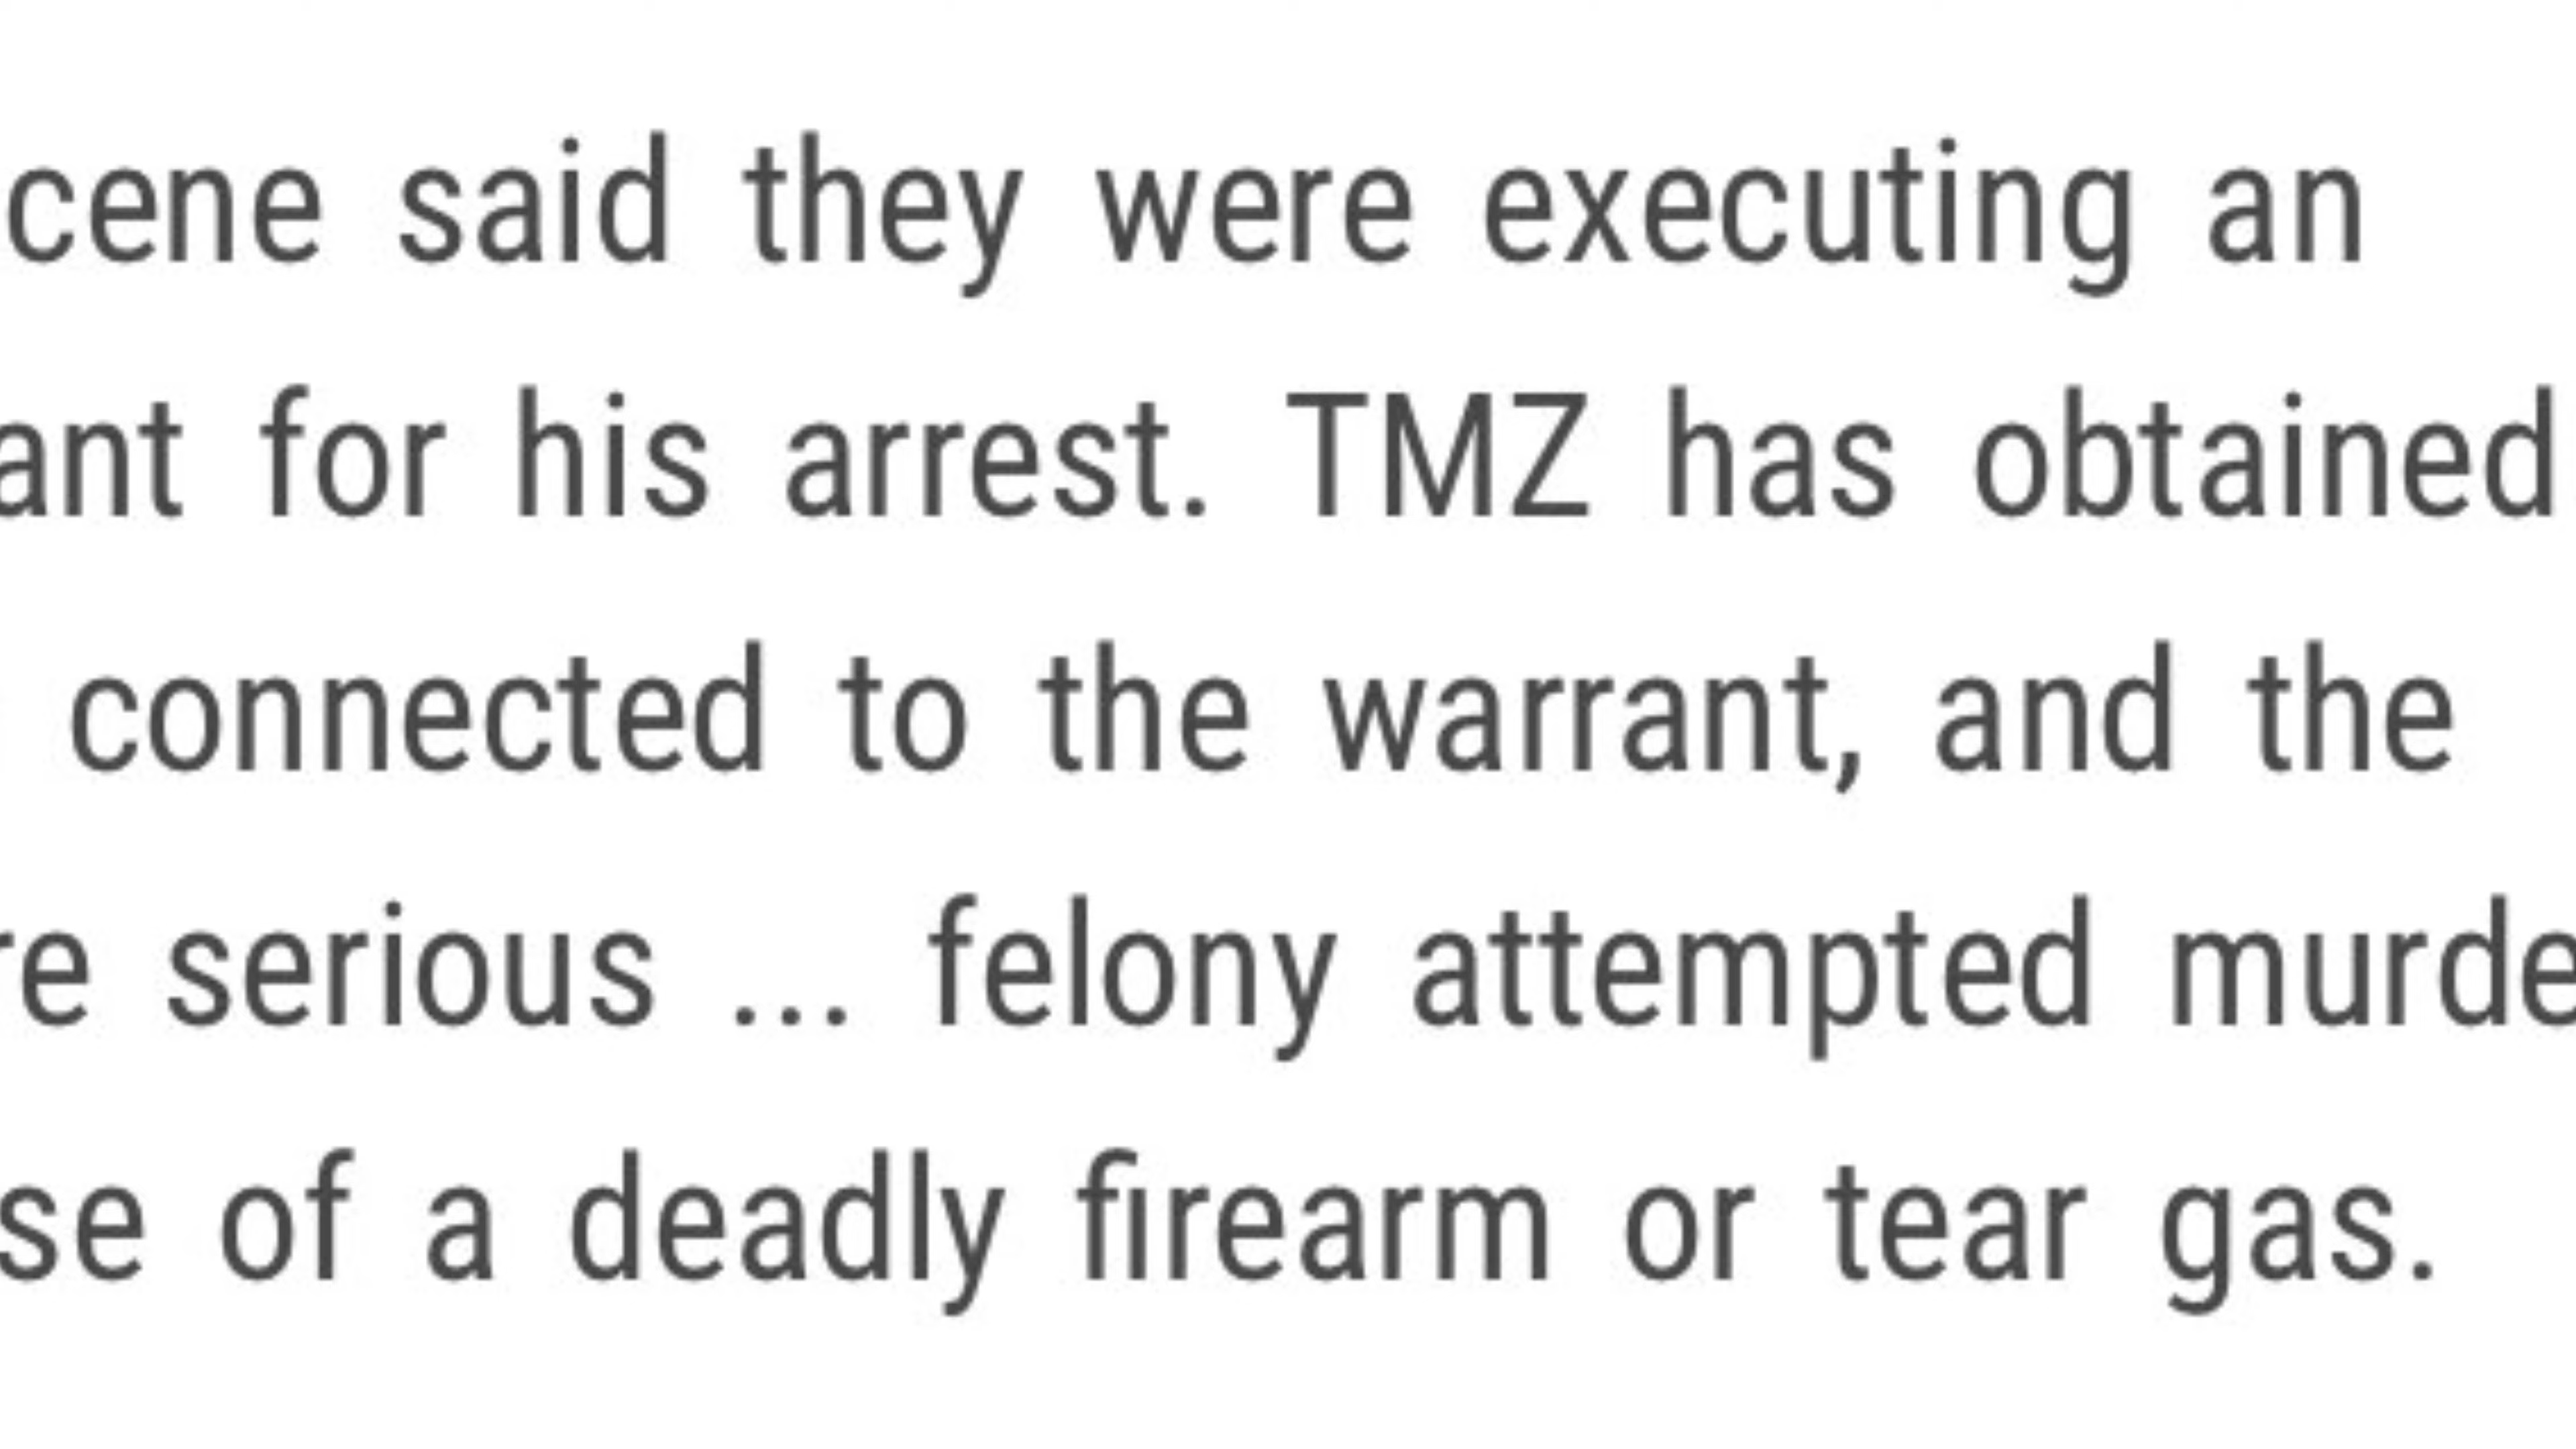 cene said they were executing an
ant for his arrest. TMZ has obtained
connected to the warrant, and the
re serious ... felony attempted murde
se of a deadly firearm or tear gas.